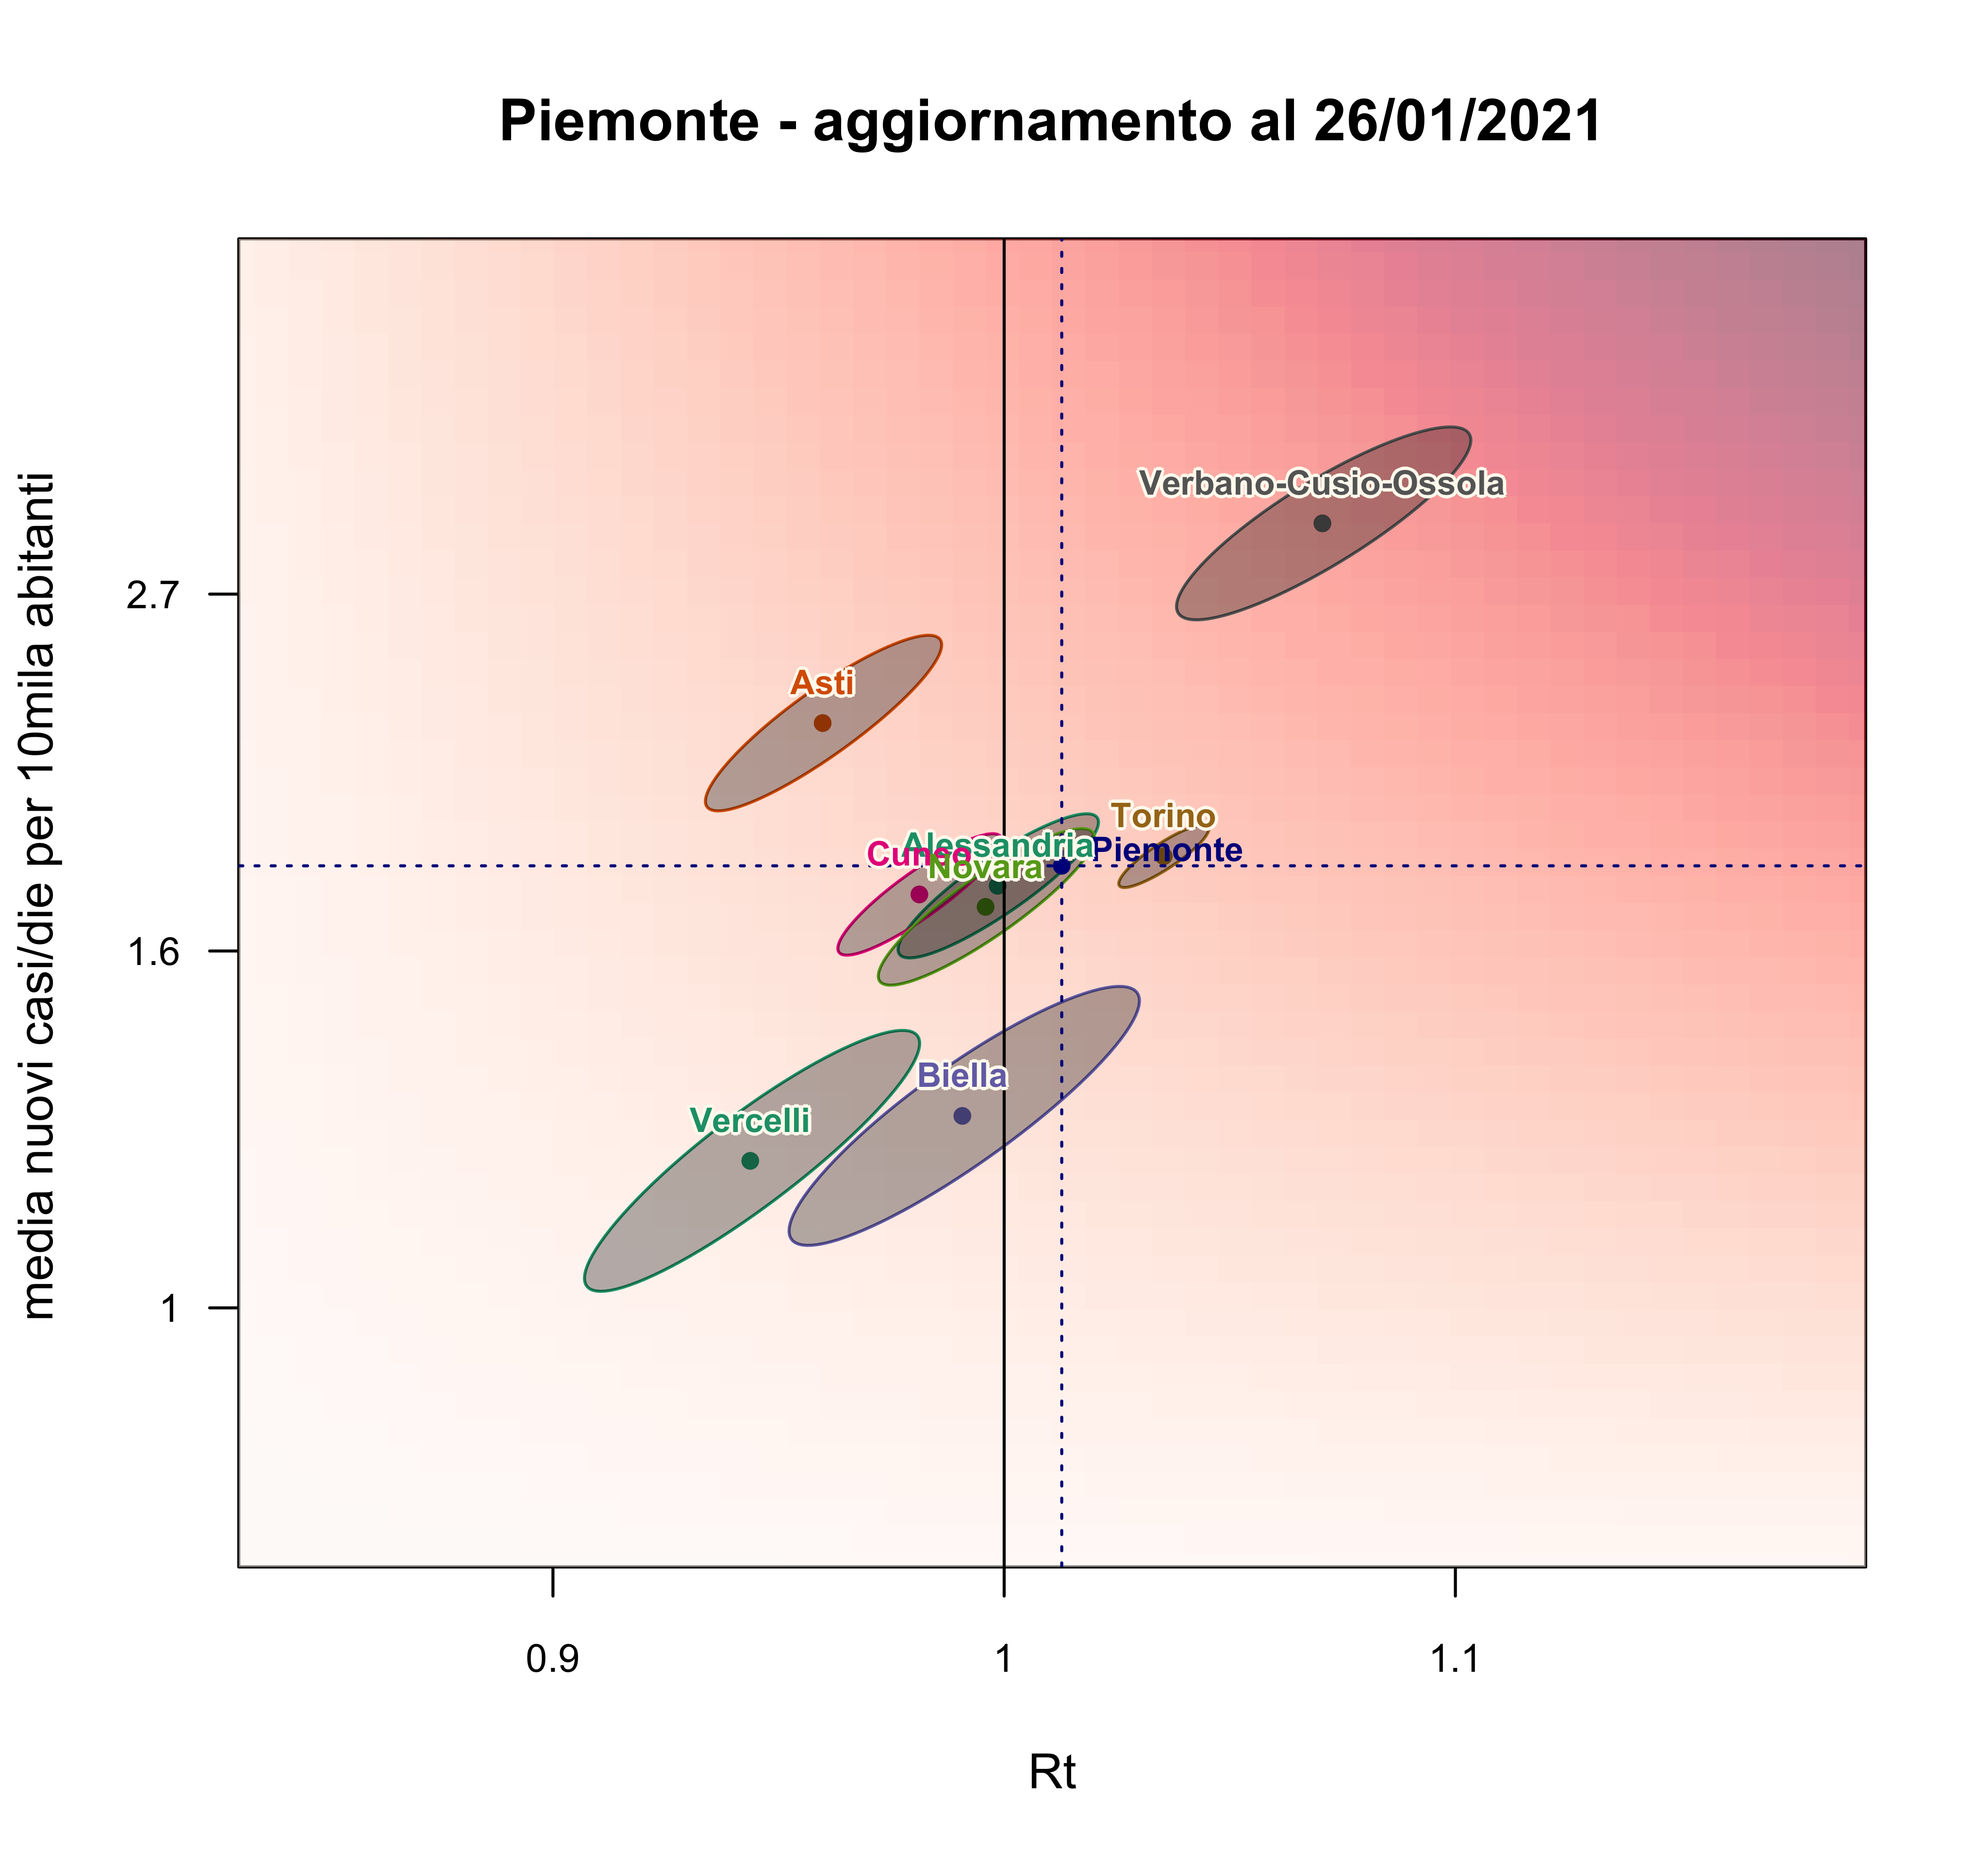 Piemonte - aggiornamento al 26/01/2021
media nuovi casi/die per 10mila abitanti
2.7
1.6
1
Verbano-Cusio-Ossola
Asti
Torino
Alessandria
Piemonte
Cuneo
Novara
Biella
Vercelli
0.9
1
1.1
Rt